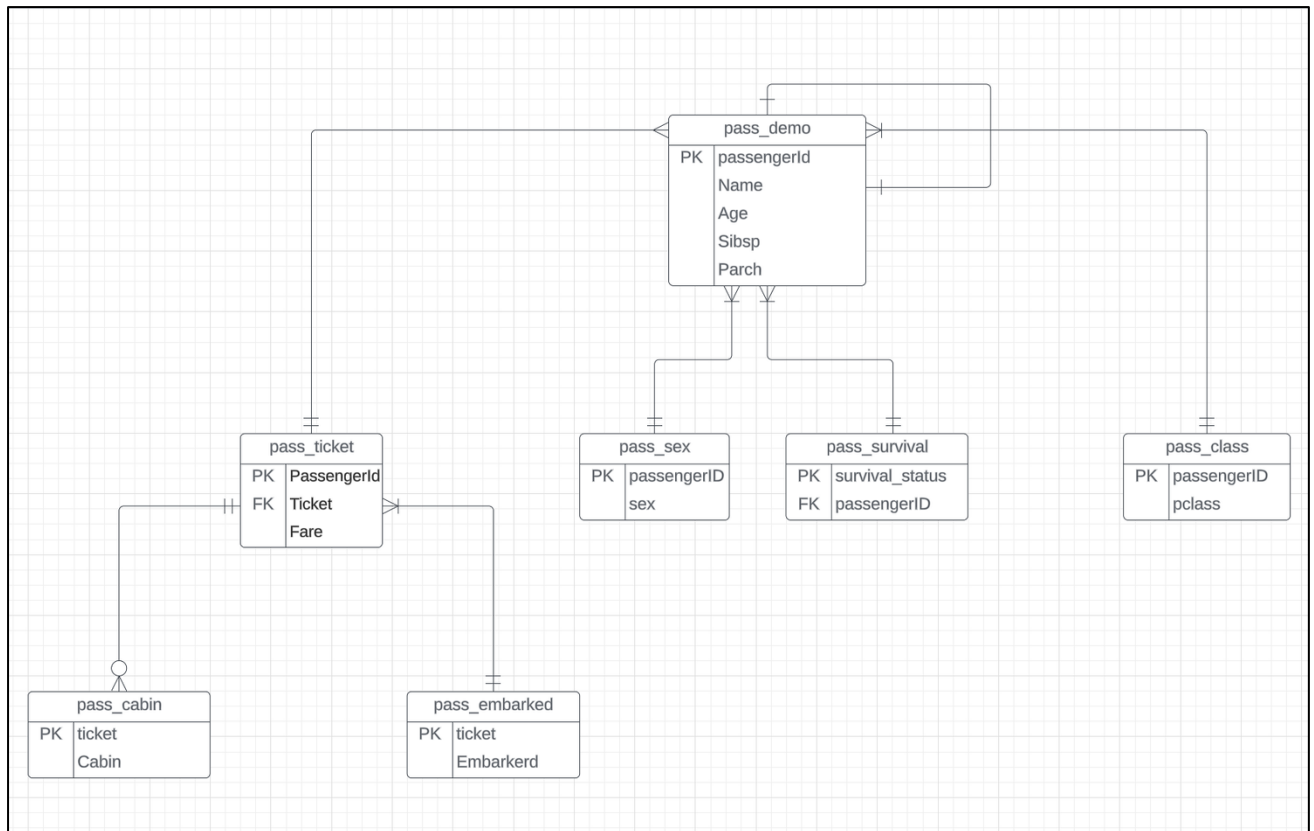 pass_demo
PK passengerId
Name
Age
Sibsp
Parch
pass_ticket
PK PassengerId
FK Ticket
Fare
pass_sex
PK passengerID
sex
pass_survival
PK survival_status
FK passengerID
pass_class
PK passengerID
pclass
pass_cabin
PK ticket
Cabin
pass_embarked
PK ticket
Embarkerd